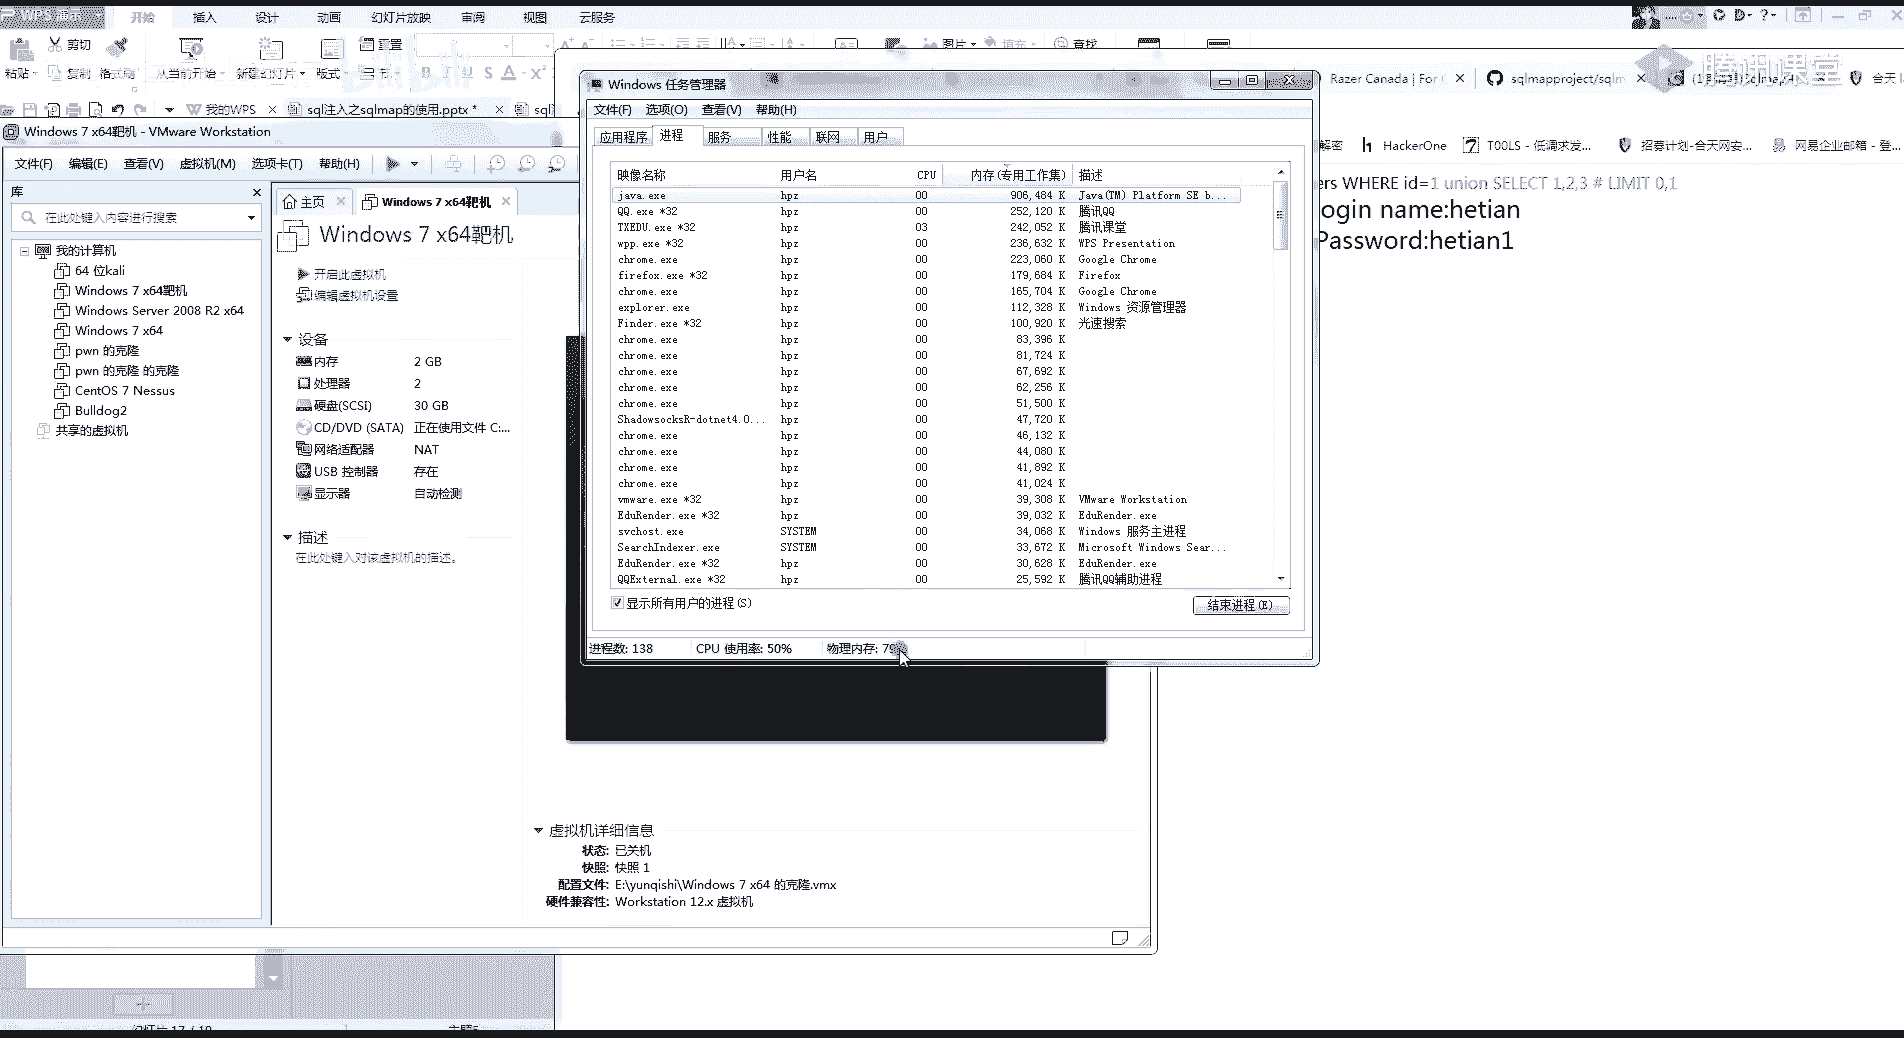 WPS 演示
开始 插入 设计 动画 幻灯片放映 审阅 视图 云服务
剪切 重置 图片 填充 查找
粘贴 复制 格式刷 从当前开始 新建幻灯片 版式 节
我的WPS sql注入之sqlmap的使用.pptx *
Razer Canada | For sqlmapproject/sqlm
腾讯课堂
HackerOne T00LS - 低调求发... 招募计划-合天网安... 网易企业邮箱 - 登...
ers WHERE id=1 union SELECT 1,2,3 # LIMIT 0,1
ogin name:hetian
Password:hetian1
Windows 7 x64靶机 - VMware Workstation
文件(F) 编辑(E) 查看(V) 虚拟机(M) 选项卡(T) 帮助(H)
库
在此处键入内容进行搜索
我的计算机
64 位kali
Windows 7 x64靶机
Windows Server 2008 R2 x64
Windows 7 x64
pwn 的克隆
pwn 的克隆 的克隆
CentOS 7 Nessus
Bulldog2
共享的虚拟机
主页 Windows 7 x64靶机
Windows 7 x64靶机
开启此虚拟机
编辑虚拟机设置
设备
内存 2 GB
处理器 2
硬盘(SCSI) 30 GB
CD/DVD (SATA) 正在使用文件 C:...
网络适配器 NAT
USB 控制器 存在
显示器 自动检测
描述
在此处键入对该虚拟机的描述。
虚拟机详细信息
状态: 已关机
快照: 快照 1
配置文件: E:\yunqishi\Windows 7 x64 的克隆.vmx
硬件兼容性: Workstation 12.x 虚拟机
Windows 任务管理器
文件(F) 选项(O) 查看(V) 帮助(H)
应用程序 进程 服务 性能 联网 用户
映像名称 用户名 CPU 内存(专用工作集) 描述
java.exe hpz 00 906,484 K Java(TM) Platform SE b...
QQ.exe *32 hpz 00 252,120 K 腾讯QQ
TXEDU.exe *32 hpz 03 242,052 K 腾讯课堂
wpp.exe *32 hpz 00 236,632 K WPS Presentation
chrome.exe hpz 00 223,060 K Google Chrome
firefox.exe *32 hpz 00 179,684 K Firefox
chrome.exe hpz 00 165,704 K Google Chrome
explorer.exe hpz 00 112,328 K Windows 资源管理器
Finder.exe *32 hpz 00 100,920 K 光速搜索
chrome.exe hpz 00 83,396 K
chrome.exe hpz 00 81,724 K
chrome.exe hpz 00 67,692 K
chrome.exe hpz 00 62,256 K
chrome.exe hpz 00 51,500 K
ShadowsocksR-dotnet4.0... hpz 00 47,720 K
chrome.exe hpz 00 46,132 K
chrome.exe hpz 00 44,080 K
chrome.exe hpz 00 41,892 K
chrome.exe hpz 00 41,024 K
vmware.exe *32 hpz 00 39,308 K VMware Workstation
EduRender.exe *32 hpz 00 39,032 K EduRender.exe
svchost.exe SYSTEM 00 34,068 K Windows 服务主进程
SearchIndexer.exe SYSTEM 00 33,672 K Microsoft Windows Sear...
EduRender.exe *32 hpz 00 30,628 K EduRender.exe
QQExternal.exe *32 hpz 00 25,592 K 腾讯QQ辅助进程
显示所有用户的进程(S) 结束进程(E)
进程数: 138 CPU 使用率: 50% 物理内存: 79%
幻灯片 17 / 19